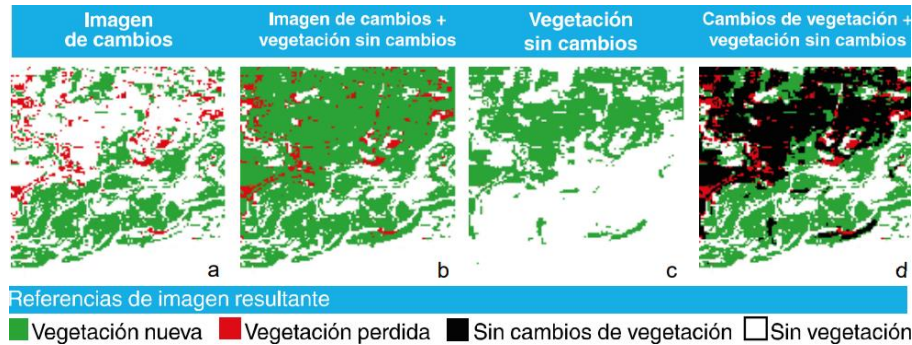 Imagen
de cambios
Imagen de cambios +
vegetación sin cambios
Vegetación
sin cambios
Cambios de vegetación +
vegetación sin cambios
a
b
c
d
Referencias de imagen resultante
Vegetación nueva
Vegetación perdida
Sin cambios de vegetación
Sin vegetación